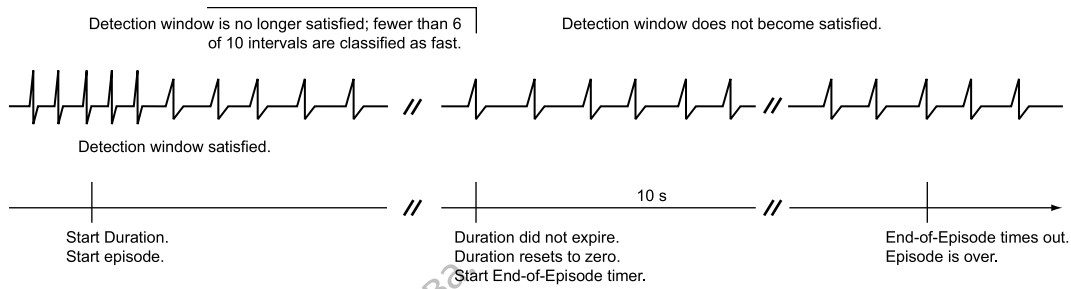 Detection window is no longer satisfied; fewer than 6
of 10 intervals are classified as fast.
Detection window does not become satisfied.
Detection window satisfied.
10 s
Start Duration.
Start episode.
Duration did not expire.
Duration resets to zero.
Start End-of-Episode timer.
End-of-Episode times out.
Episode is over.